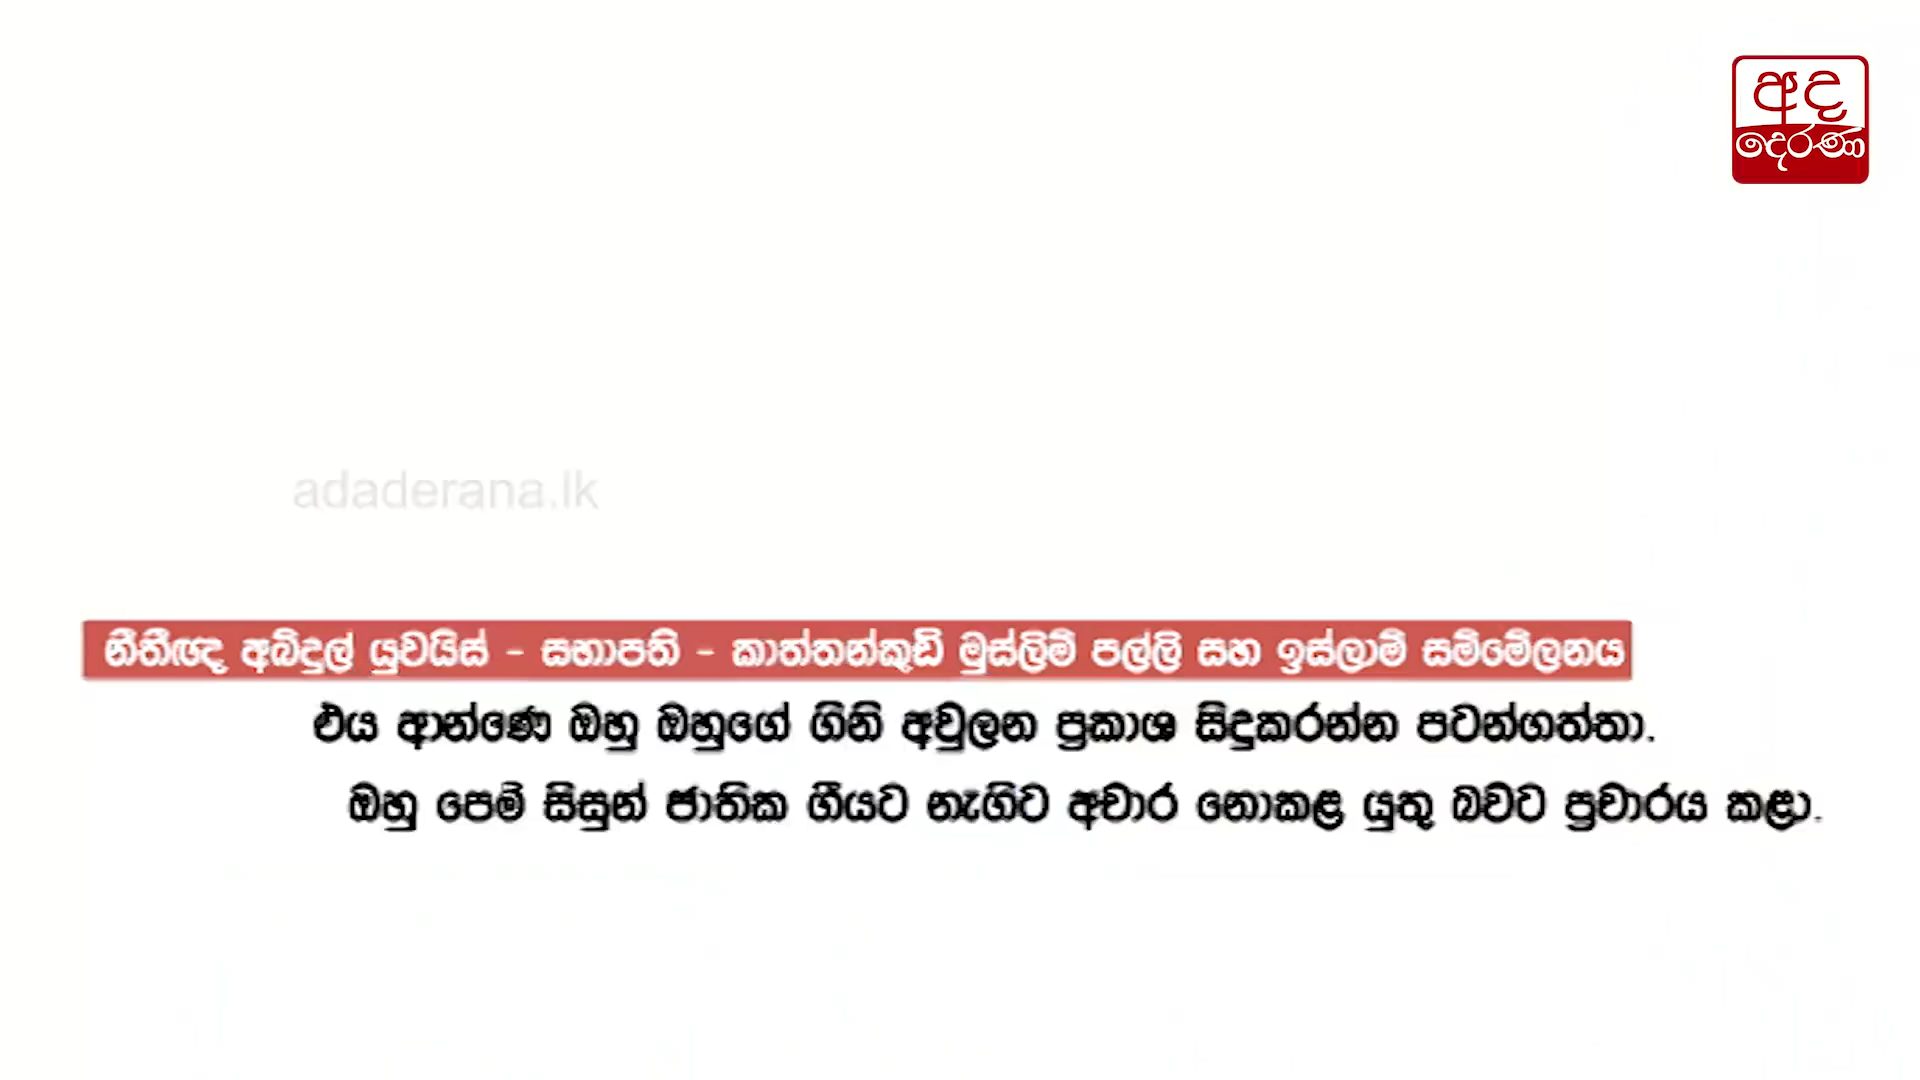 අද
දෙරණ
adaderana.lk
නීතීඥ අබ්දුල් යුවයිස් - සභාපති - කාත්තන්කුඩි මුස්ලිම් පල්ලි සහ ඉස්ලාම් සම්මේලනය
එය ආන්ණෙ ඔහු ඔහුගේ ගිනි අවුලන ප්‍රකාශ සිදුකරන්න පටන්ගත්තා.
ඔහු පෙම් සිසුන් ජාතික ගීයට නැගිට අචාර නොකළ යුතු බවට ප්‍රචාරය කළා.